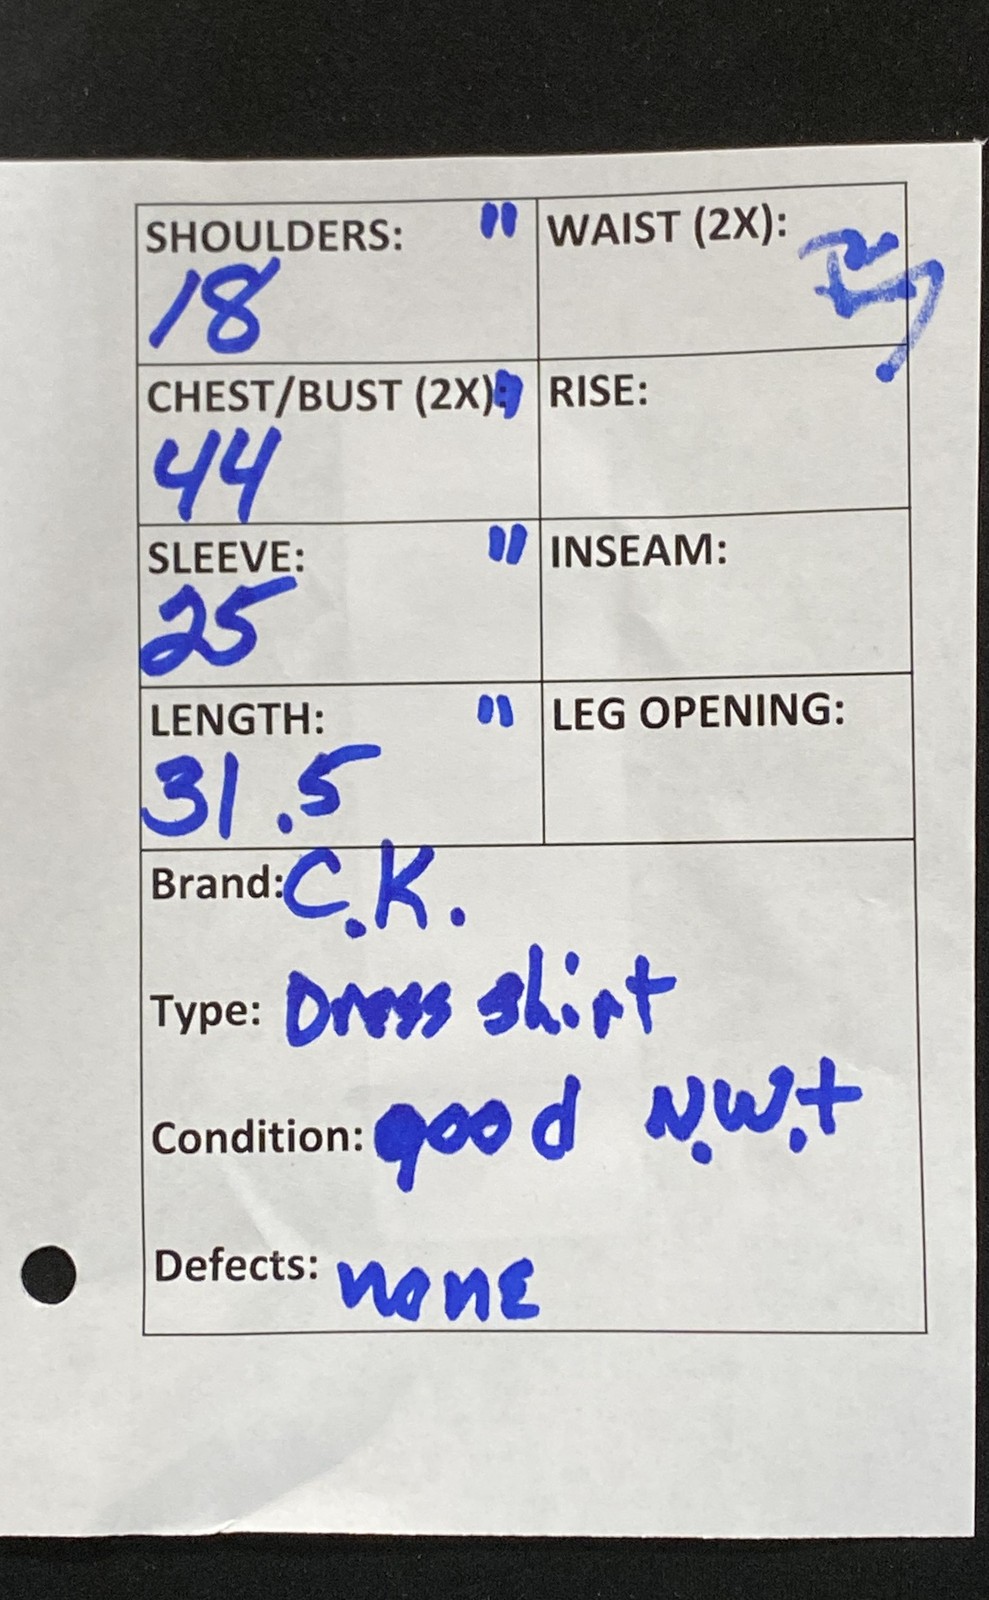 SHOULDERS: "
18
WAIST (2X):
CHEST/BUST (2X):"
44
RISE:
SLEEVE: "
25
INSEAM:
LENGTH: "
31.5
LEG OPENING:
Brand: C.K.
Type: Dress shirt
Condition: good N.W.t
Defects: none